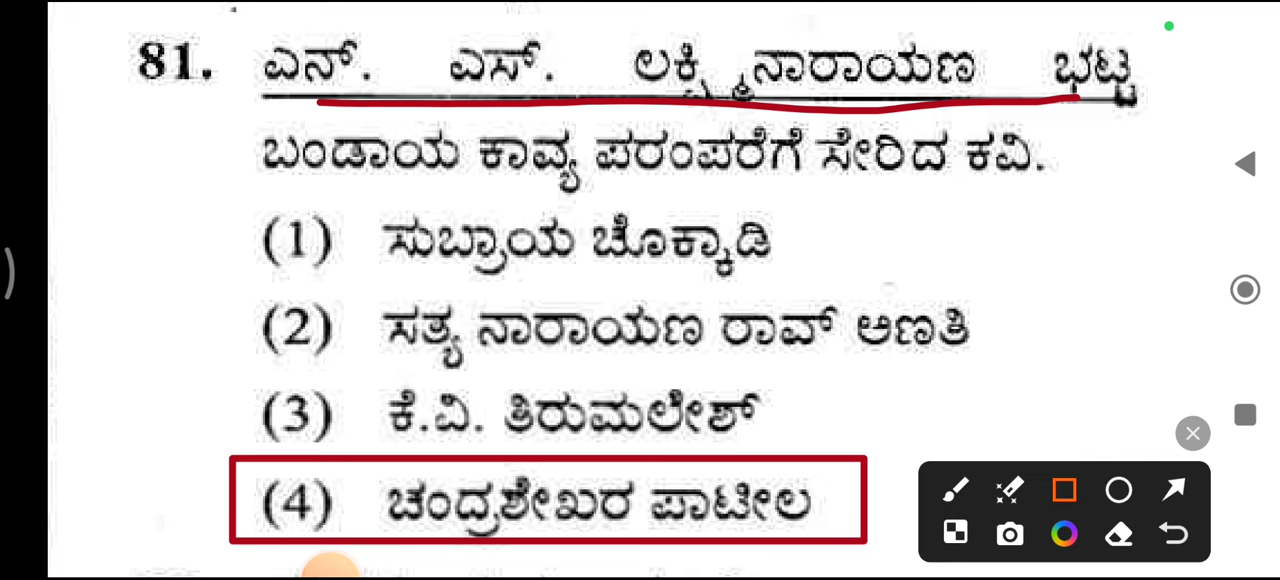 81. ಎನ್. ಎಸ್. ಲಕ್ಷ್ಮಿನಾರಾಯಣ ಭಟ್ಟ
ಬಂಡಾಯ ಕಾವ್ಯ ಪರಂಪರೆಗೆ ಸೇರಿದ ಕವಿ.
(1) ಸುಬ್ರಾಯ ಚೊಕ್ಕಾಡಿ
(2) ಸತ್ಯ ನಾರಾಯಣ ರಾವ್ ಅಣತಿ
(3) ಕೆ.ವಿ. ತಿರುಮಲೇಶ್
(4) ಚಂದ್ರಶೇಖರ ಪಾಟೀಲ